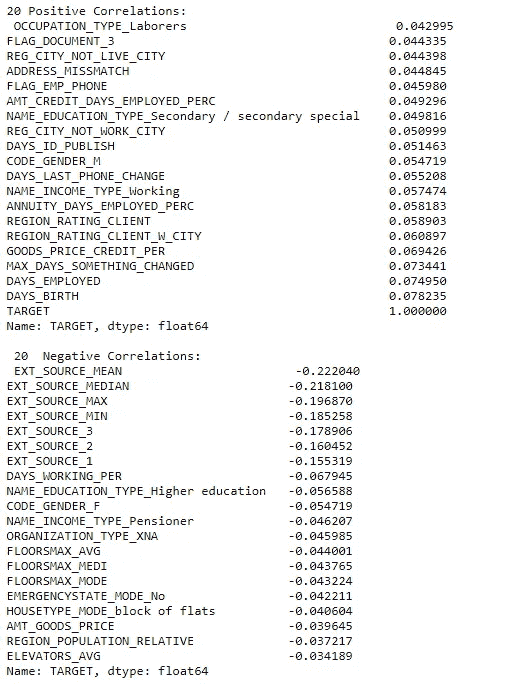 20 Positive Correlations:
OCCUPATION_TYPE_Laborers 0.042995
FLAG_DOCUMENT_3 0.044335
REG_CITY_NOT_LIVE_CITY 0.044398
ADDRESS_MISSMATCH 0.044845
FLAG_EMP_PHONE 0.045980
AMT_CREDIT_DAYS_EMPLOYED_PERC 0.049296
NAME_EDUCATION_TYPE_Secondary / secondary special 0.049816
REG_CITY_NOT_WORK_CITY 0.050999
DAYS_ID_PUBLISH 0.051463
CODE_GENDER_M 0.054719
DAYS_LAST_PHONE_CHANGE 0.055208
NAME_INCOME_TYPE_Working 0.057474
ANNUITY_DAYS_EMPLOYED_PERC 0.058183
REGION_RATING_CLIENT 0.058903
REGION_RATING_CLIENT_W_CITY 0.060897
GOODS_PRICE_CREDIT_PER 0.069426
MAX_DAYS_SOMETHING_CHANGED 0.073441
DAYS_EMPLOYED 0.074950
DAYS_BIRTH 0.078235
TARGET 1.000000
Name: TARGET, dtype: float64
20 Negative Correlations:
EXT_SOURCE_MEAN -0.222040
EXT_SOURCE_MEDIAN -0.218100
EXT_SOURCE_MAX -0.196870
EXT_SOURCE_MIN -0.185258
EXT_SOURCE_3 -0.178906
EXT_SOURCE_2 -0.160452
EXT_SOURCE_1 -0.155319
DAYS_WORKING_PER -0.067945
NAME_EDUCATION_TYPE_Higher education -0.056588
CODE_GENDER_F -0.054719
NAME_INCOME_TYPE_Pensioner -0.046207
ORGANIZATION_TYPE_XNA -0.045985
FLOORSMAX_AVG -0.044001
FLOORSMAX_MEDI -0.043765
FLOORSMAX_MODE -0.043224
EMERGENCYSTATE_MODE_No -0.042211
HOUSETYPE_MODE_block of flats -0.040604
AMT_GOODS_PRICE -0.039645
REGION_POPULATION_RELATIVE -0.037217
ELEVATORS_AVG -0.034189
Name: TARGET, dtype: float64